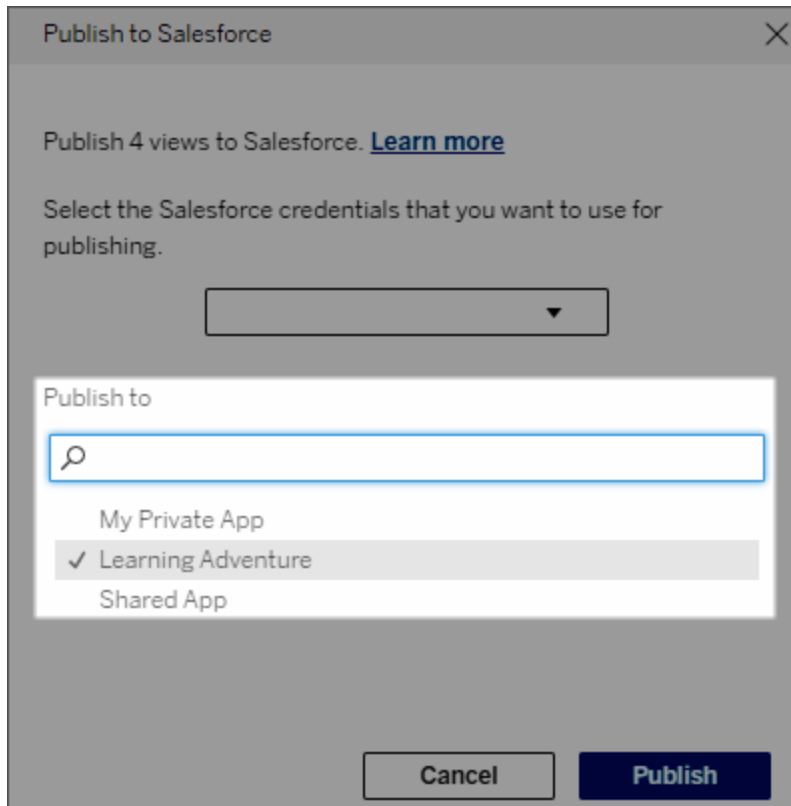 Publish to Salesforce
Publish 4 views to Salesforce. Learn more
Select the Salesforce credentials that you want to use for
publishing.
Publish to
My Private App
Learning Adventure
Shared App
Cancel
Publish